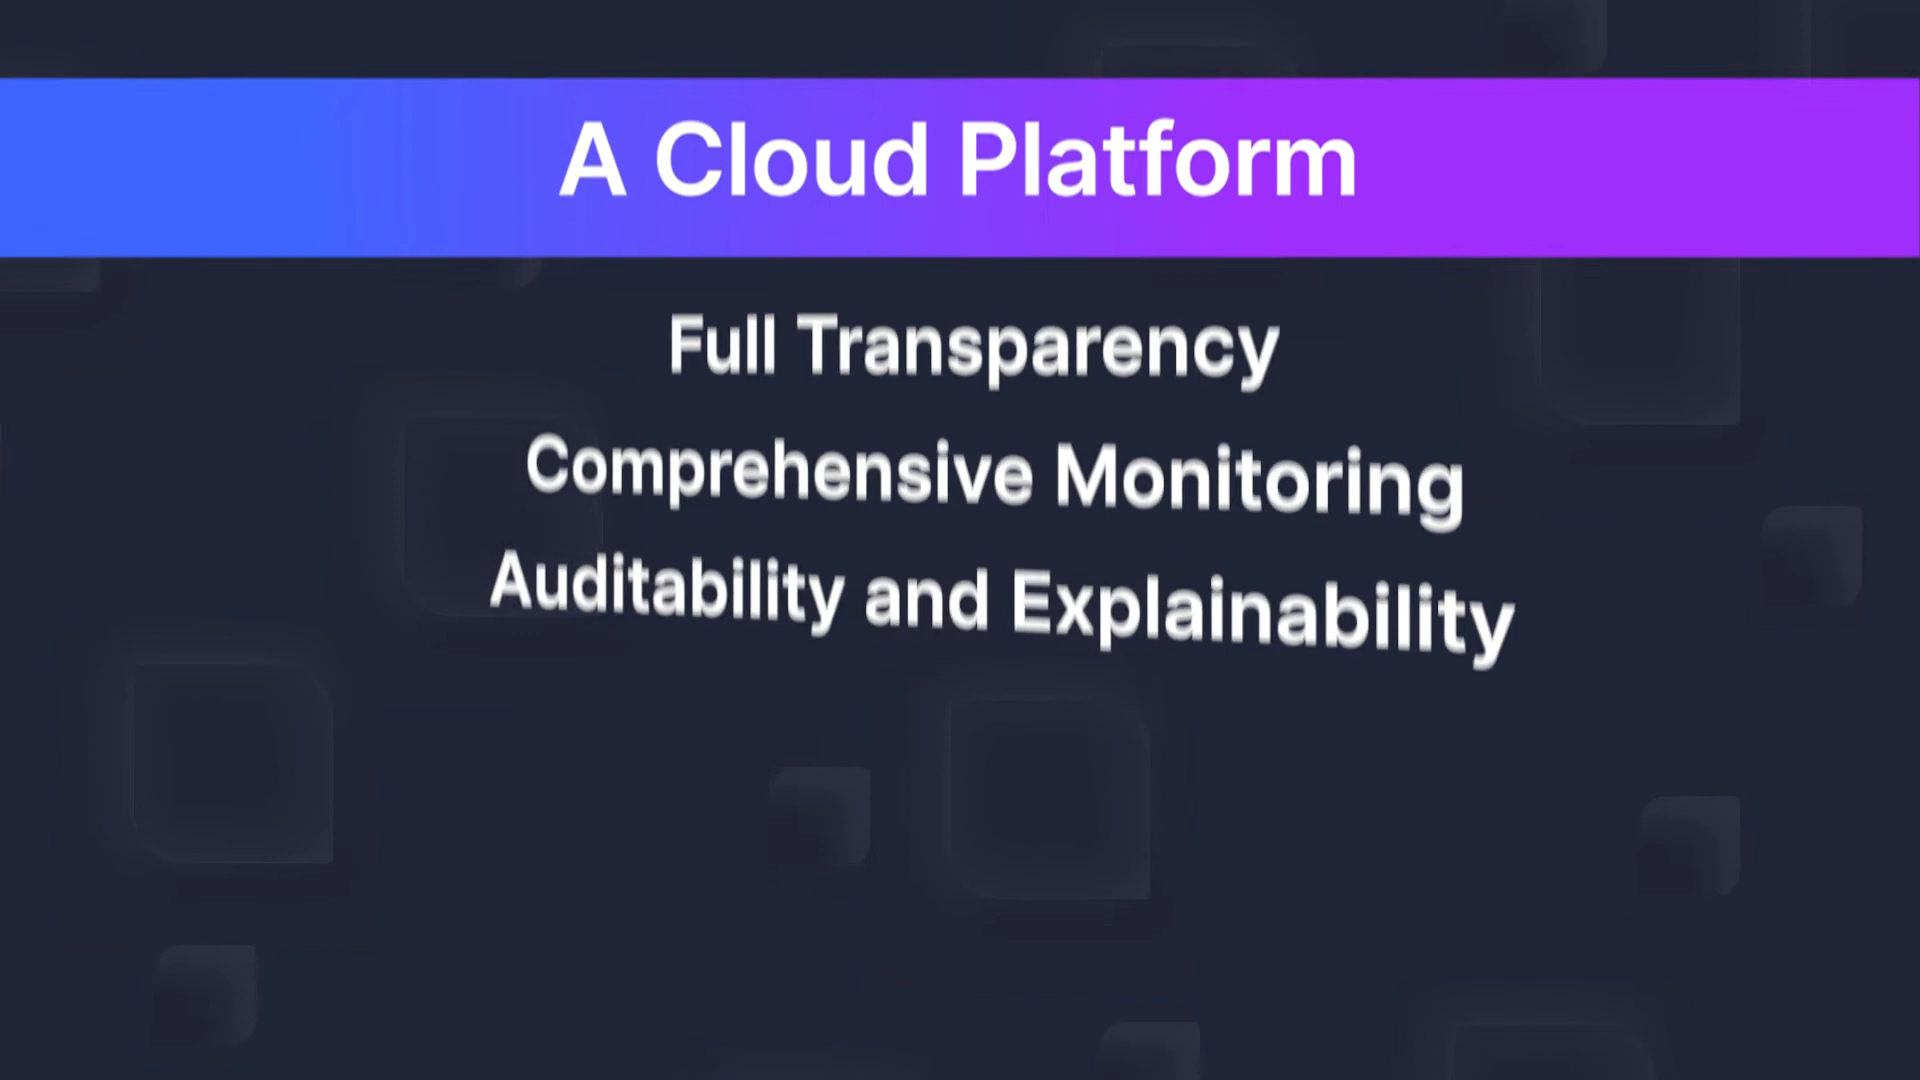 A Cloud Platform
Full Transparency
Comprehensive Monitoring
Auditability and Explainability